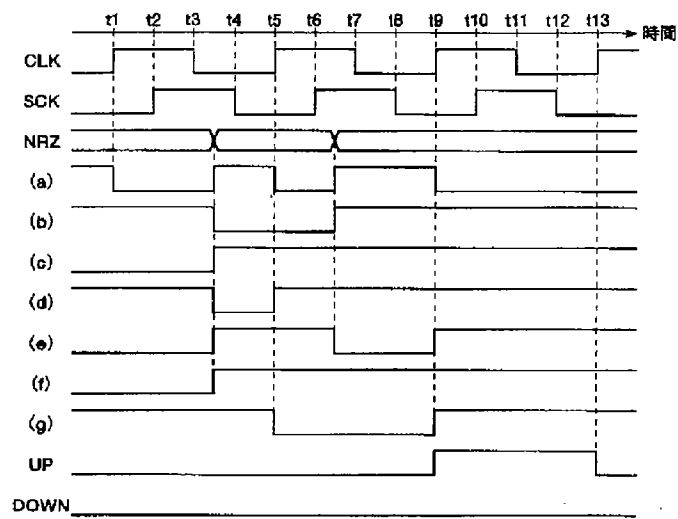 t1 t2 t3 t4 t5 t6 t7 t8 t9 t10 t11 t12 t13
時間
CLK
SCK
NRZ
(a)
(b)
(c)
(d)
(e)
(f)
(g)
UP
DOWN